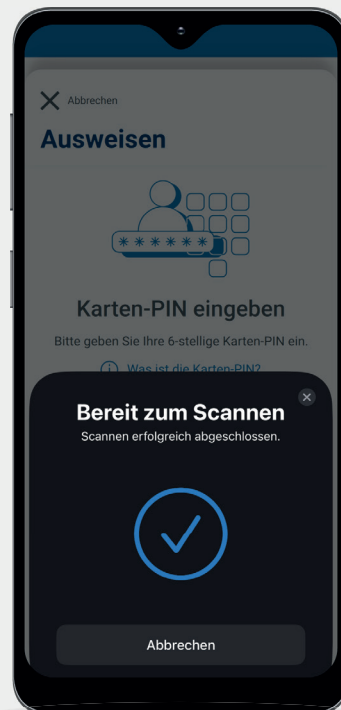 Abbrechen
Ausweisen
******
Karten-PIN eingeben
Bitte geben Sie Ihre 6-stellige Karten-PIN ein.
Was ist die Karten-PIN?
Bereit zum Scannen
Scannen erfolgreich abgeschlossen.
Abbrechen